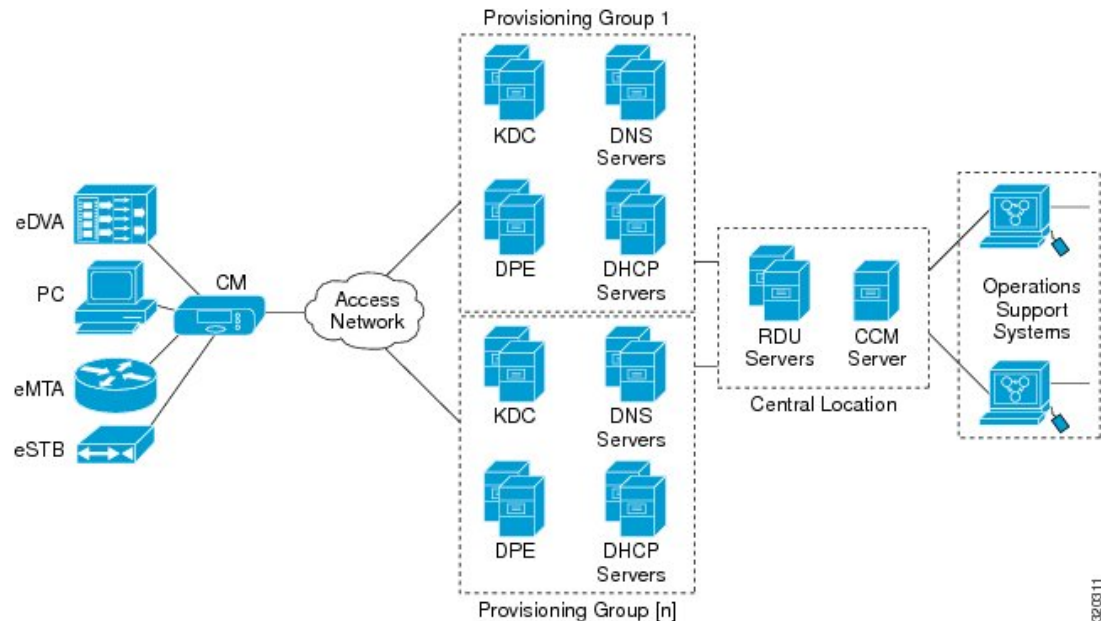 Provisioning Group 1
KDC
DNS
Servers
DPE
DHCP
Servers
eDVA
PC
CM
eMTA
eSTB
Access
Network
KDC
DNS
Servers
DPE
DHCP
Servers
Provisioning Group [n]
RDU
Servers
CCM
Server
Central Location
Operations
Support
Systems
320311